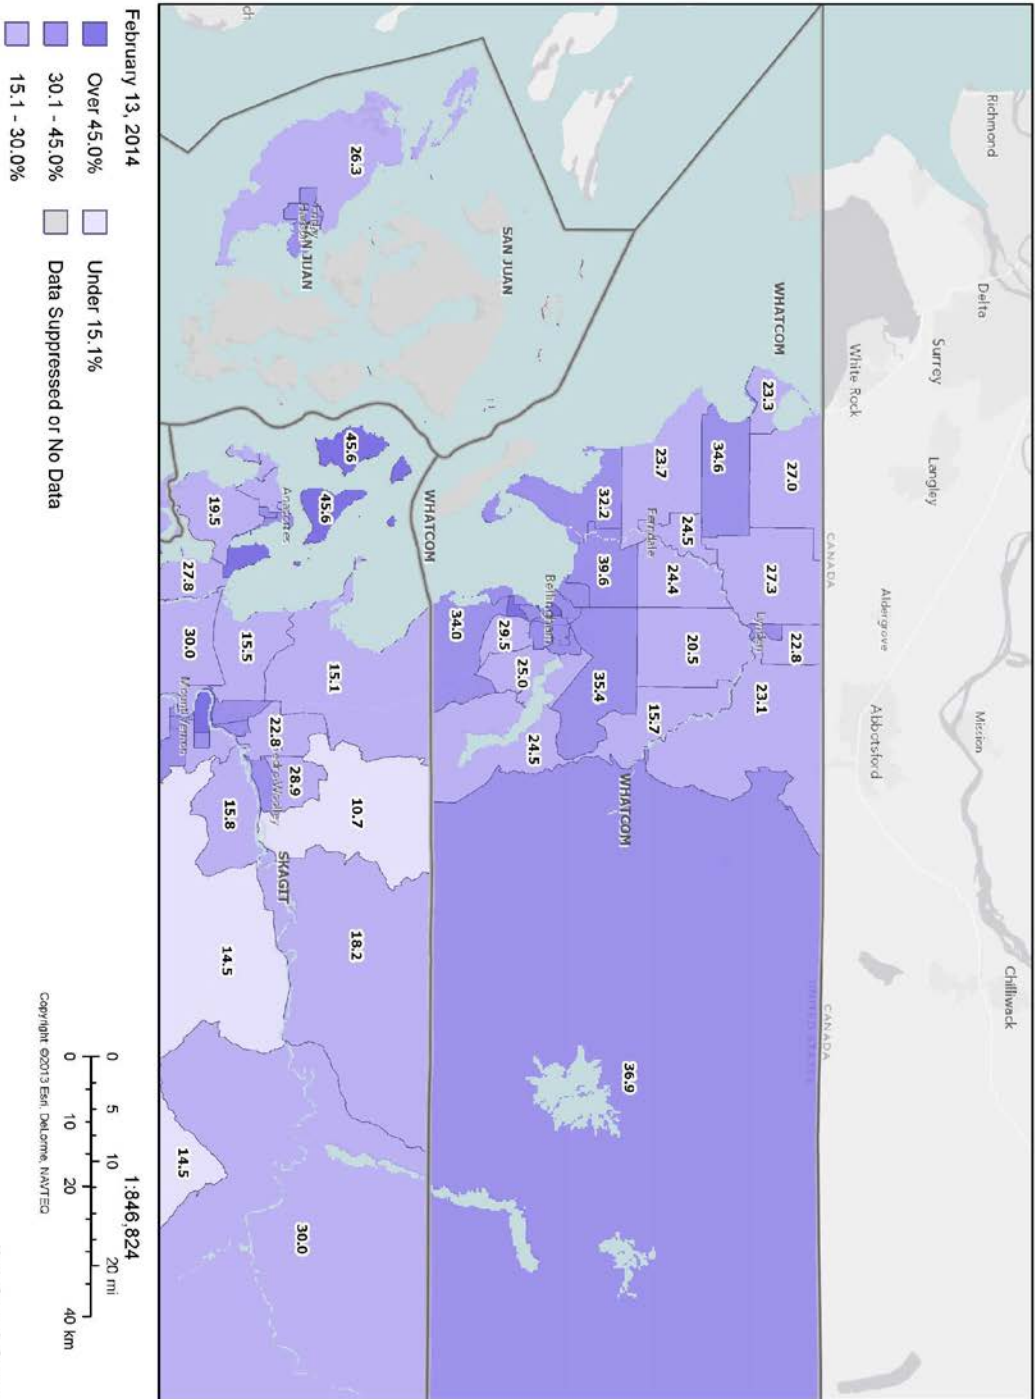 Richmond
Delta
Surrey
White Rock
Langley
Aldergrove
Abbotsford
Mission
Chilliwack
CANADA
CANADA
UNITED STATES
WHATCOM
23.3
27.0
34.6
23.7
24.5
27.3
22.8
Lynden
23.1
Ferndale
24.4
20.5
15.7
WHATCOM
32.2
39.6
35.4
36.9
Bellingham
29.5
25.0
24.5
34.0
SAN JUAN
WHATCOM
26.3
Friday
Harbor
SAN JUAN
45.6
45.6
Anacortes
19.5
27.8
15.1
15.5
30.0
22.8
Sedro-Woolley
28.9
10.7
Mount Vernon
15.8
SKAGIT
18.2
14.5
30.0
14.5
ch
February 13, 2014
Over 45.0%
30.1 - 45.0%
15.1 - 30.0%
Under 15.1%
Data Suppressed or No Data
1:846,824
0 5 10 20 mi
0 10 20 40 km
Copyright ©2013 Esri, DeLorme, NAVTEQ